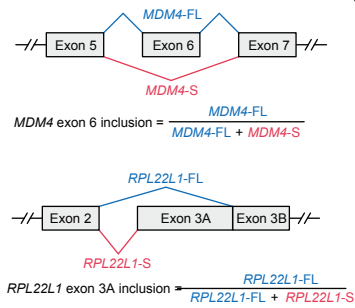 MDM4-FL
Exon 5 Exon 6 Exon 7
MDM4-S
MDM4 exon 6 inclusion = MDM4-FL
MDM4-FL + MDM4-S
RPL22L1-FL
Exon 2 Exon 3A Exon 3B
RPL22L1-S
RPL22L1 exon 3A inclusion = RPL22L1-FL
RPL22L1-FL + RPL22L1-S